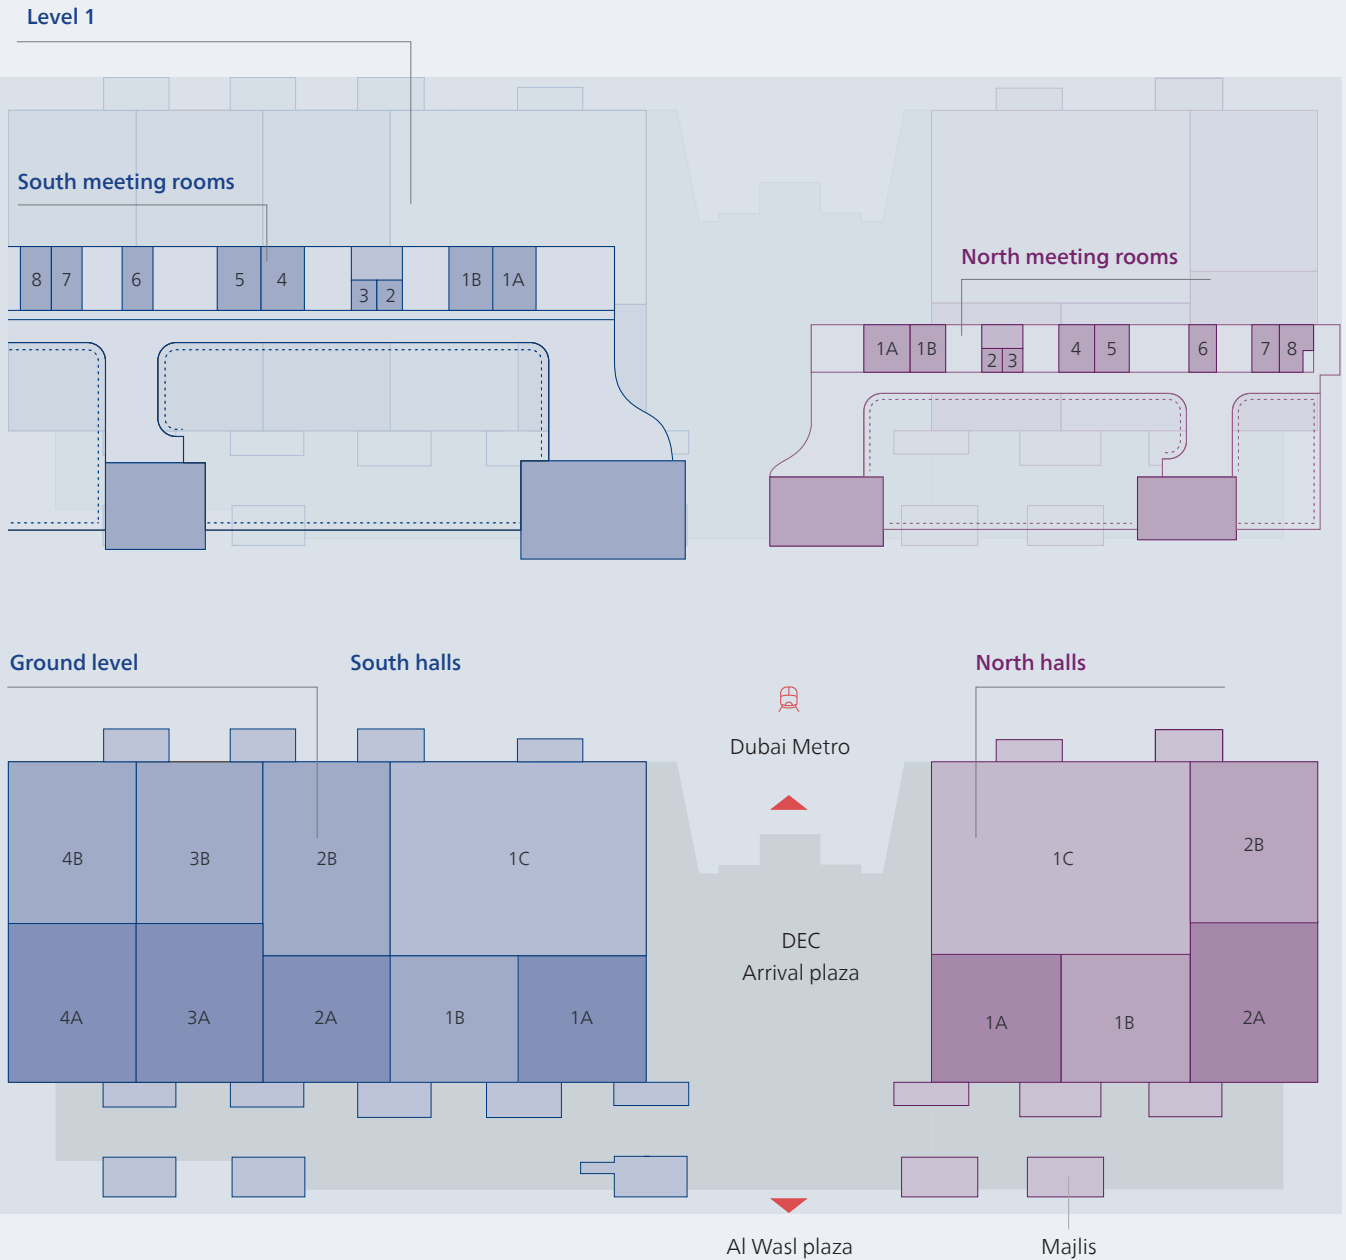 Level 1
South meeting rooms
8 7 6 5 4 3 2 1B 1A
North meeting rooms
1A 1B 2 3 4 5 6 7 8
Ground level
South halls
North halls
Dubai Metro
4B 3B 2B 1C
1C 2B
DEC
Arrival plaza
4A 3A 2A 1B 1A
1A 1B 2A
Al Wasl plaza
Majlis